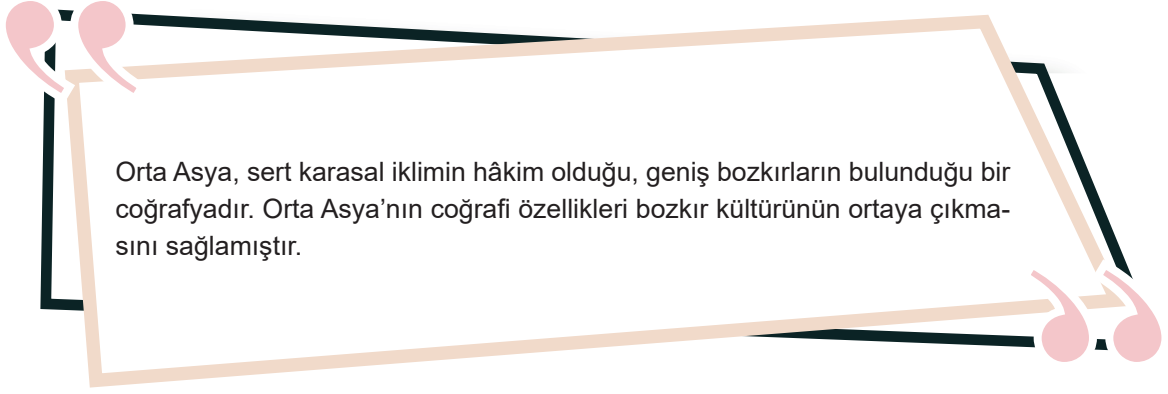 Orta Asya, sert karasal iklimin hâkim olduğu, geniş bozkırların bulunduğu bir
coğrafyadır. Orta Asya’nın coğrafi özellikleri bozkır kültürünün ortaya çıkma-
sını sağlamıştır.